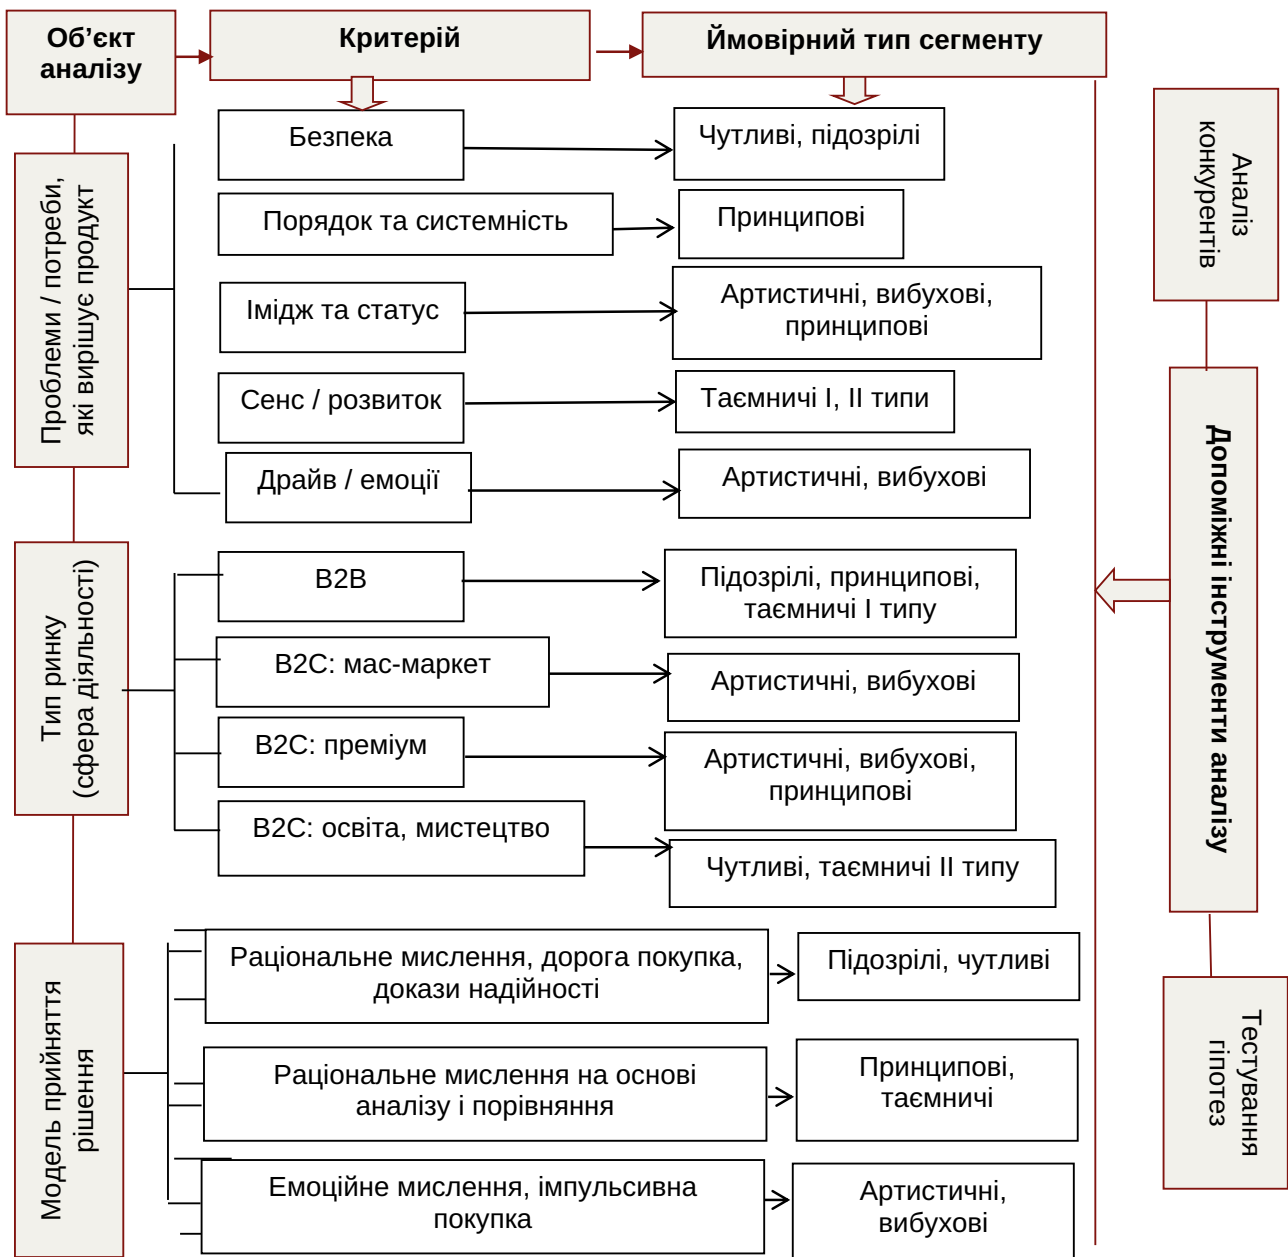 Об’єкт
аналізу
Критерій
Ймовірний тип сегменту
Проблеми / потреби,
які вирішує продукт
Безпека
Чутливі, підозрілі
Порядок та системність
Принципові
Імідж та статус
Артистичні, вибухові,
принципові
Сенс / розвиток
Таємничі І, ІІ типи
Драйв / емоції
Артистичні, вибухові
Тип ринку
(сфера діяльності)
B2B
Підозрілі, принципові,
таємничі І типу
B2C: мас-маркет
Артистичні, вибухові
B2C: преміум
Артистичні, вибухові,
принципові
B2C: освіта, мистецтво
Чутливі, таємничі ІІ типу
Модель прийняття
рішення
Раціональне мислення, дорога покупка,
докази надійності
Підозрілі, чутливі
Раціональне мислення на основі
аналізу і порівняння
Принципові,
таємничі
Емоційне мислення, імпульсивна
покупка
Артистичні,
вибухові
Аналіз
конкурентів
Допоміжні інструменти аналізу
Тестування
гіпотез